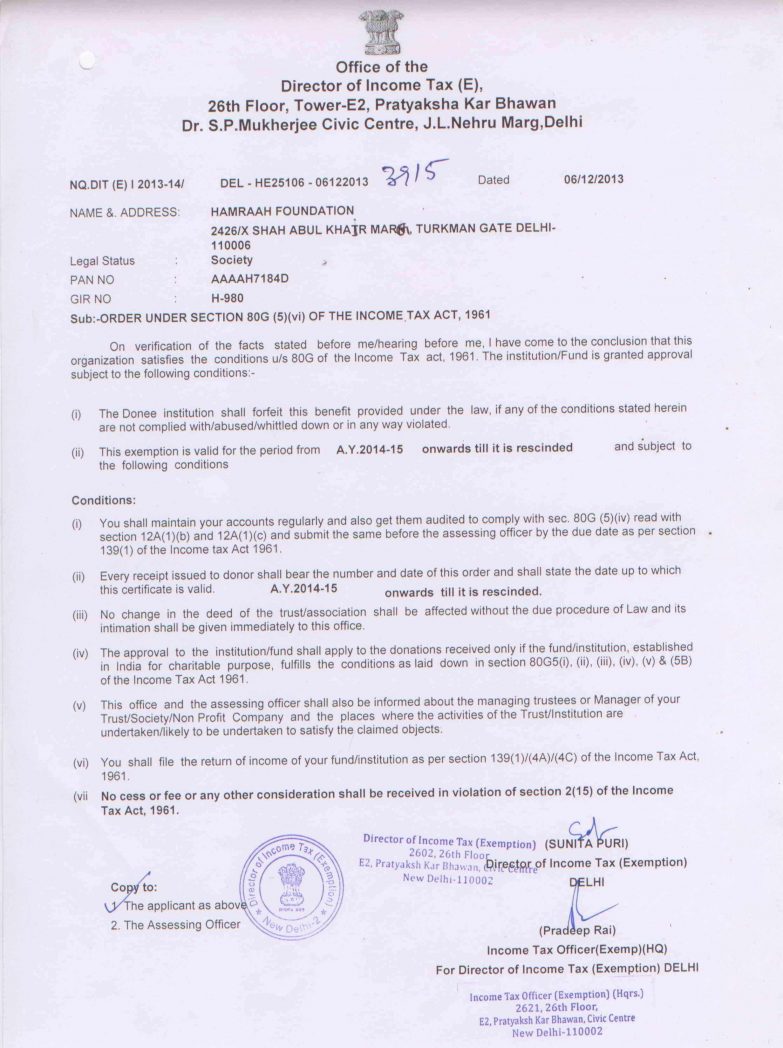 Office of the
Director of Income Tax (E),
26th Floor, Tower-E2, Pratyaksha Kar Bhawan
Dr. S.P.Mukherjee Civic Centre, J.L.Nehru Marg,Delhi
NQ.DIT (E) I 2013-14/ DEL - HE25106 - 06122013 3915 Dated 06/12/2013
NAME &. ADDRESS: HAMRAAH FOUNDATION
2426/X SHAH ABUL KHAIR MARG, TURKMAN GATE DELHI-
110006
Legal Status : Society
PAN NO : AAAAH7184D
GIR NO : H-980
Sub:-ORDER UNDER SECTION 80G (5)(vi) OF THE INCOME TAX ACT, 1961
On verification of the facts stated before me/hearing before me, I have come to the conclusion that this
organization satisfies the conditions u/s 80G of the Income Tax act, 1961. The institution/Fund is granted approval
subject to the following conditions:-
(i) The Donee institution shall forfeit this benefit provided under the law, if any of the conditions stated herein
are not complied with/abused/whittled down or in any way violated.
(ii) This exemption is valid for the period from A.Y.2014-15 onwards till it is rescinded and subject to
the following conditions
Conditions:
(i) You shall maintain your accounts regularly and also get them audited to comply with sec. 80G (5)(iv) read with
section 12A(1)(b) and 12A(1)(c) and submit the same before the assessing officer by the due date as per section
139(1) of the Income tax Act 1961.
(ii) Every receipt issued to donor shall bear the number and date of this order and shall state the date up to which
this certificate is valid. A.Y.2014-15 onwards till it is rescinded.
(iii) No change in the deed of the trust/association shall be affected without the due procedure of Law and its
intimation shall be given immediately to this office.
(iv) The approval to the institution/fund shall apply to the donations received only if the fund/institution, established
in India for charitable purpose, fulfills the conditions as laid down in section 80G5(i), (ii), (iii), (iv), (v) & (5B)
of the Income Tax Act 1961.
(v) This office and the assessing officer shall also be informed about the managing trustees or Manager of your
Trust/Society/Non Profit Company and the places where the activities of the Trust/Institution are
undertaken/likely to be undertaken to satisfy the claimed objects.
(vi) You shall file the return of income of your fund/institution as per section 139(1)/(4A)/(4C) of the Income Tax Act,
1961.
(vii No cess or fee or any other consideration shall be received in violation of section 2(15) of the Income
Tax Act, 1961.
Director of Income Tax (Exemption)
2602, 26th Floor
E2, Pratyaksh Kar Bhawan, Civic Centre
New Delhi-110002
(SUNITA PURI)
Director of Income Tax (Exemption)
DELHI
Director of Income Tax (Exemption)
New Delhi-2
Copy to:
1. The applicant as above
2. The Assessing Officer
(Pradeep Rai)
Income Tax Officer(Exemp)(HQ)
For Director of Income Tax (Exemption) DELHI
Income Tax Officer (Exemption) (Hqrs.)
2621, 26th Floor,
E2, Pratyaksh Kar Bhawan, Civic Centre
New Delhi-110002